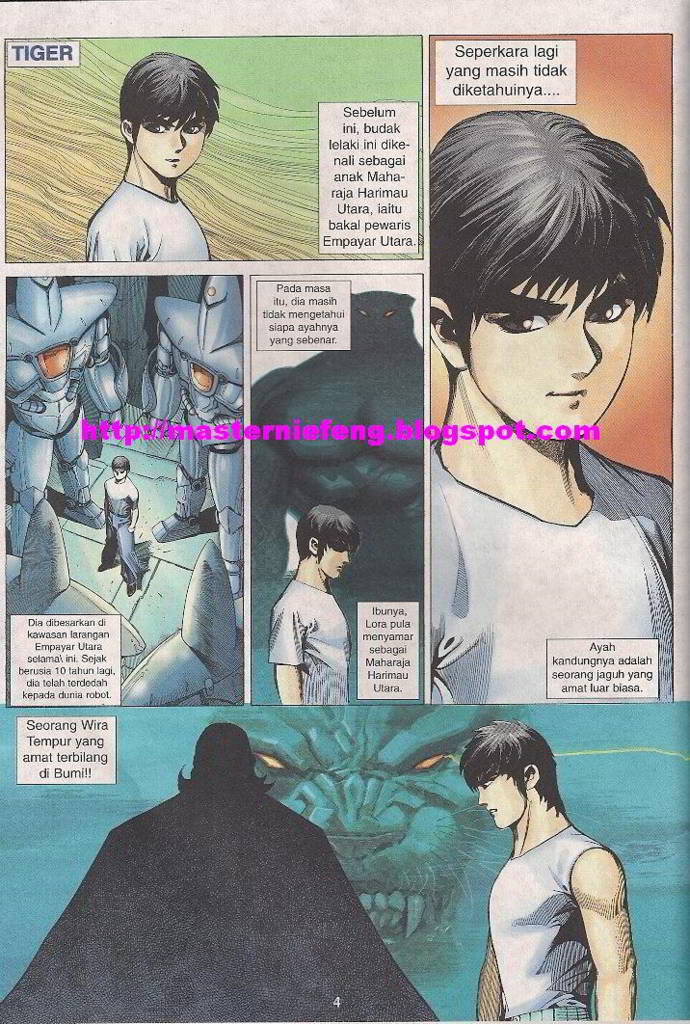 TIGER
Sebelum
ini, budak
lelaki ini dike-
nali sebagai
anak Maha-
raja Harimau
Utara, iaitu
bakal pewaris
Empayar Utara.
Seperkara lagi
yang masih tidak
diketahuinya....
Dia dibesarkan di
kawasan larangan
Empayar Utara
selama\ ini. Sejak
berusia 10 tahun lagi,
dia telah terdedah
kepada dunia robot.
Pada masa
itu, dia masih
tidak mengetahui
siapa ayahnya
yang sebenar.
Ibunya,
Lora pula
menyamar
sebagai
Maharaja
Harimau
Utara.
Ayah
kandungnya adalah
seorang jaguh yang
amat luar biasa.
http://masterniefeng.blogspot.com
Seorang Wira
Tempur yang
amat terbilang
di Bumi!!
4